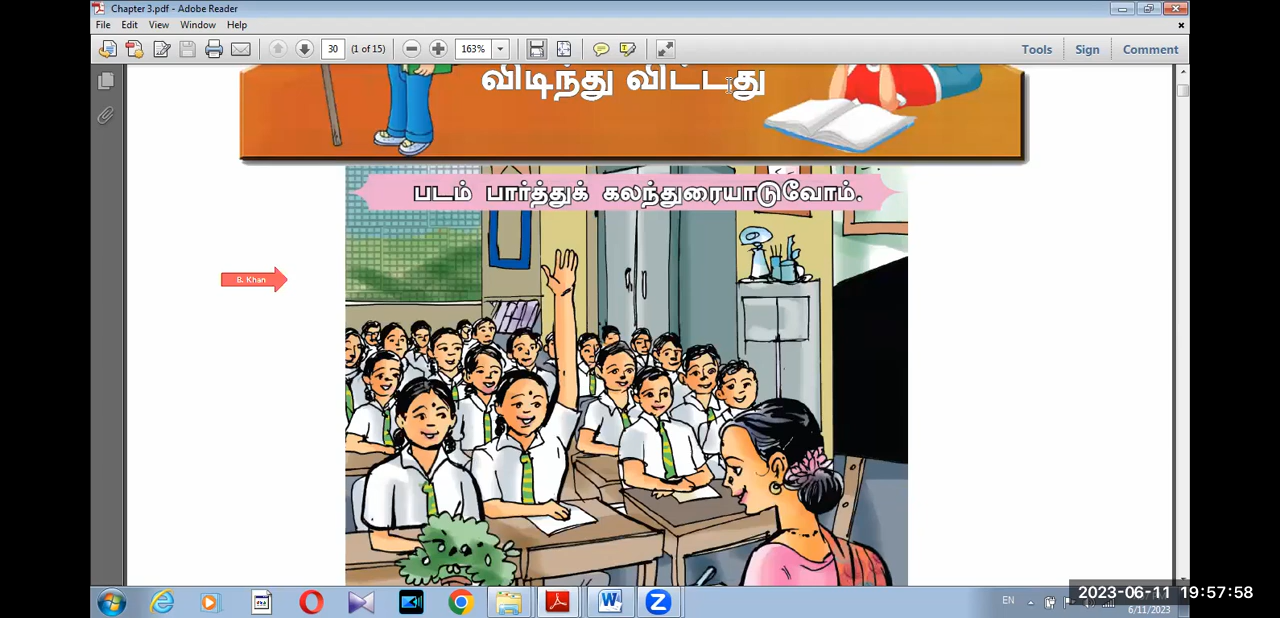 Chapter 3.pdf - Adobe Reader
File Edit View Window Help
30 (1 of 15) 163% Tools Sign Comment
விடிந்து விட்டது
படம் பார்த்துக் கலந்துரையாடுவோம்.
B. Khan
EN
2023-06-11 19:57:58
6/11/2023